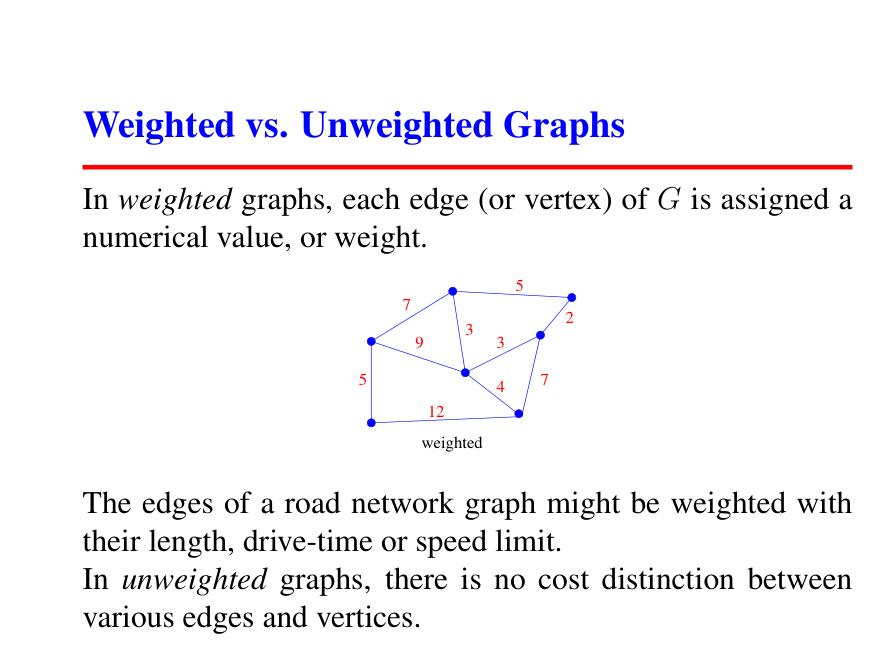 Weighted vs. Unweighted Graphs
In weighted graphs, each edge (or vertex) of G is assigned a
numerical value, or weight.
5
7
2
3
9
3
5
4
7
12
weighted
The edges of a road network graph might be weighted with
their length, drive-time or speed limit.
In unweighted graphs, there is no cost distinction between
various edges and vertices.